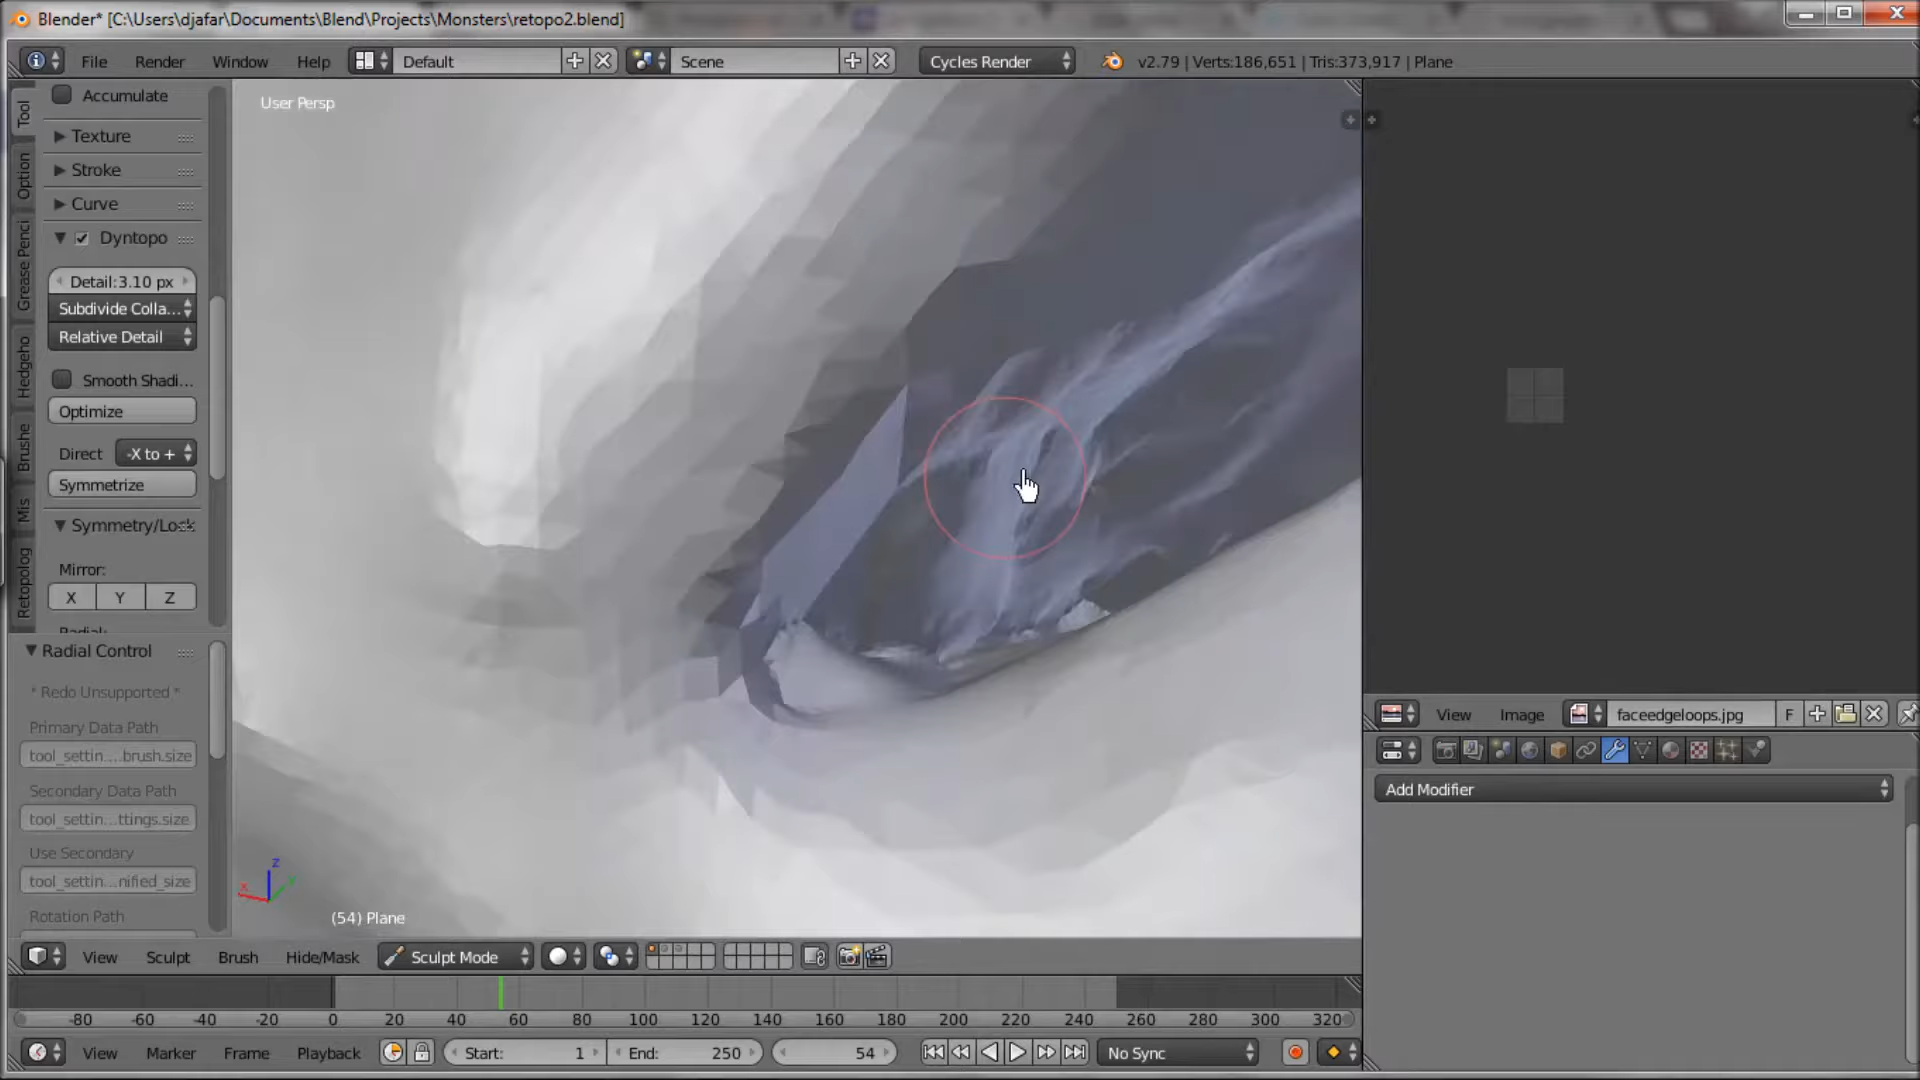 Blender* [C:\Users\djafar\Documents\Blend\Projects\Monsters\retopo2.blend]
File Render Window Help Default Scene Cycles Render v2.79 | Verts:186,651 | Tris:373,917 | Plane
Tool
Option
Grease Penci
Hedgeho
Brushe
Mis
Retopolog
Accumulate
Texture
Stroke
Curve
Dyntopo
Detail:3.10 px
Subdivide Colla...
Relative Detail
Smooth Shadi...
Optimize
Direct -X to +
Symmetrize
Symmetry/Lock
Mirror:
X Y Z
Radial:
Radial Control
* Redo Unsupported *
Primary Data Path
tool_settin....brush.size
Secondary Data Path
tool_settin...ttings.size
Use Secondary
tool_settin...nified_size
Rotation Path
User Persp
z
x
Y
(54) Plane
View Image faceedgeloops.jpg F
Add Modifier
View Sculpt Brush Hide/Mask Sculpt Mode
-80 -60 -40 -20 0 20 40 60 80 100 120 140 160 180 200 220 240 260 280 300 320
View Marker Frame Playback Start: 1 End: 250 54 No Sync